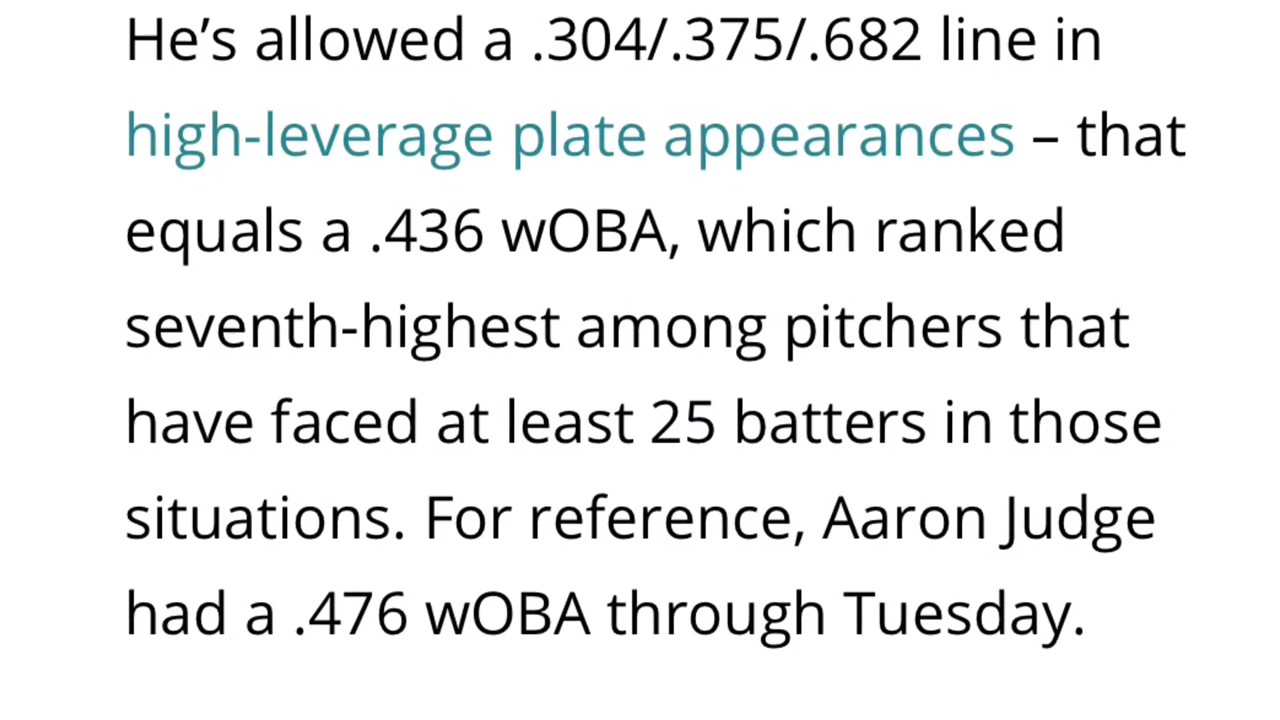 He’s allowed a .304/.375/.682 line in
high-leverage plate appearances – that
equals a .436 wOBA, which ranked
seventh-highest among pitchers that
have faced at least 25 batters in those
situations. For reference, Aaron Judge
had a .476 wOBA through Tuesday.